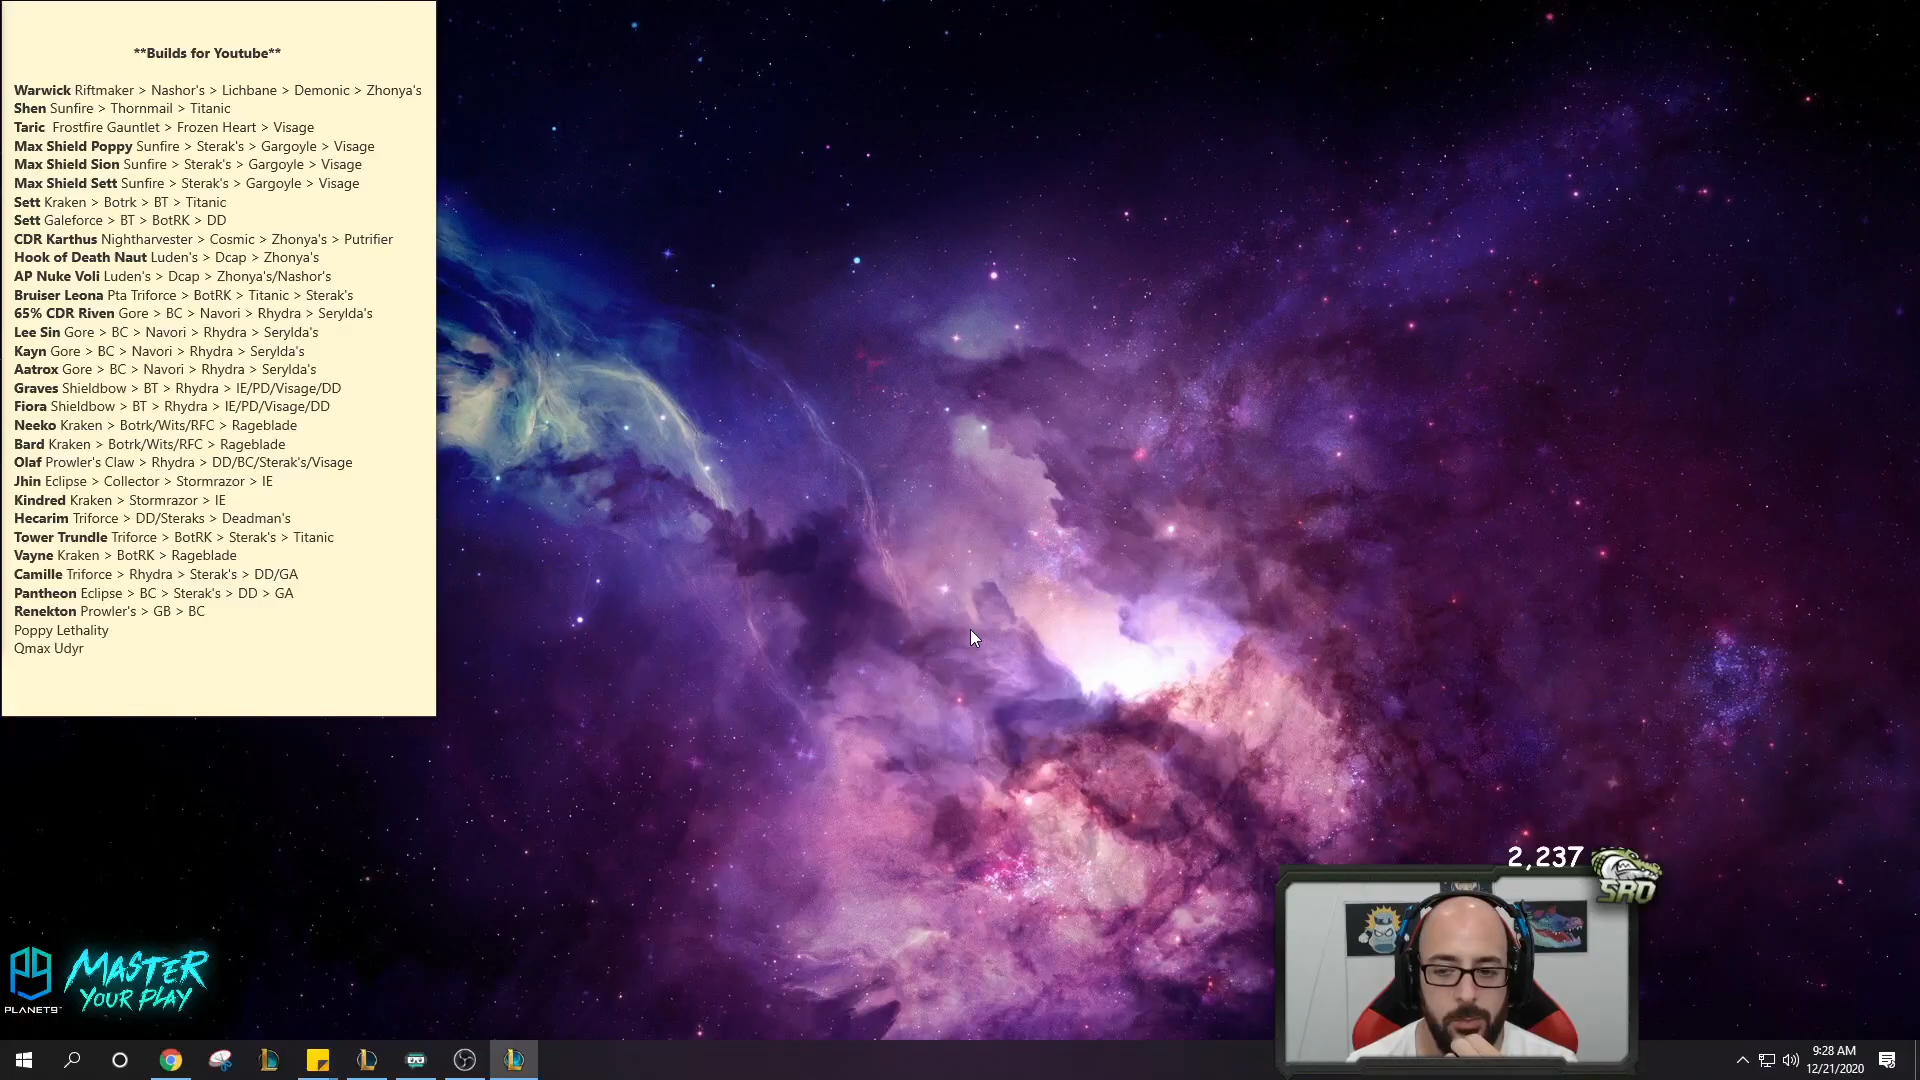 **Builds for Youtube**
Warwick Riftmaker > Nashor's > Lichbane > Demonic > Zhonya's
Shen Sunfire > Thornmail > Titanic
Taric Frostfire Gauntlet > Frozen Heart > Visage
Max Shield Poppy Sunfire > Sterak's > Gargoyle > Visage
Max Shield Sion Sunfire > Sterak's > Gargoyle > Visage
Max Shield Sett Sunfire > Sterak's > Gargoyle > Visage
Sett Kraken > Botrk > BT > Titanic
Sett Galeforce > BT > BotRK > DD
CDR Karthus Nightharvester > Cosmic > Zhonya's > Putrifier
Hook of Death Naut Luden's > Dcap > Zhonya's
AP Nuke Voli Luden's > Dcap > Zhonya's/Nashor's
Bruiser Leona Pta Triforce > BotRK > Titanic > Sterak's
65% CDR Riven Gore > BC > Navori > Rhydra > Serylda's
Lee Sin Gore > BC > Navori > Rhydra > Serylda's
Kayn Gore > BC > Navori > Rhydra > Serylda's
Aatrox Gore > BC > Navori > Rhydra > Serylda's
Graves Shieldbow > BT > Rhydra > IE/PD/Visage/DD
Fiora Shieldbow > BT > Rhydra > IE/PD/Visage/DD
Neeko Kraken > Botrk/Wits/RFC > Rageblade
Bard Kraken > Botrk/Wits/RFC > Rageblade
Olaf Prowler's Claw > Rhydra > DD/BC/Sterak's/Visage
Jhin Eclipse > Collector > Stormrazor > IE
Kindred Kraken > Stormrazor > IE
Hecarim Triforce > DD/Steraks > Deadman's
Tower Trundle Triforce > BotRK > Sterak's > Titanic
Vayne Kraken > BotRK > Rageblade
Camille Triforce > Rhydra > Sterak's > DD/GA
Pantheon Eclipse > BC > Sterak's > DD > GA
Renekton Prowler's > GB > BC
Poppy Lethality
Qmax Udyr
2,237
SRO
MASTER
YOUR PLAY
PLANET9
9:28 AM
12/21/2020